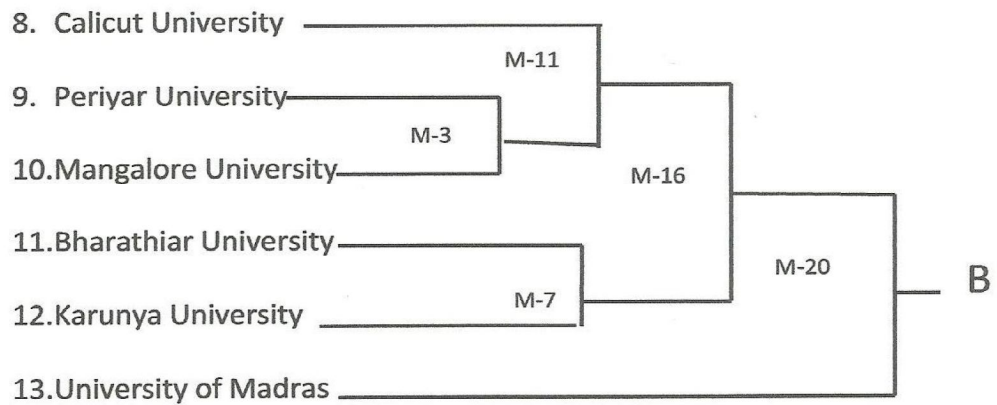 8. Calicut University
M-11
9. Periyar University
M-3
10.Mangalore University
M-16
11.Bharathiar University
M-20
B
M-7
12.Karunya University
13.University of Madras